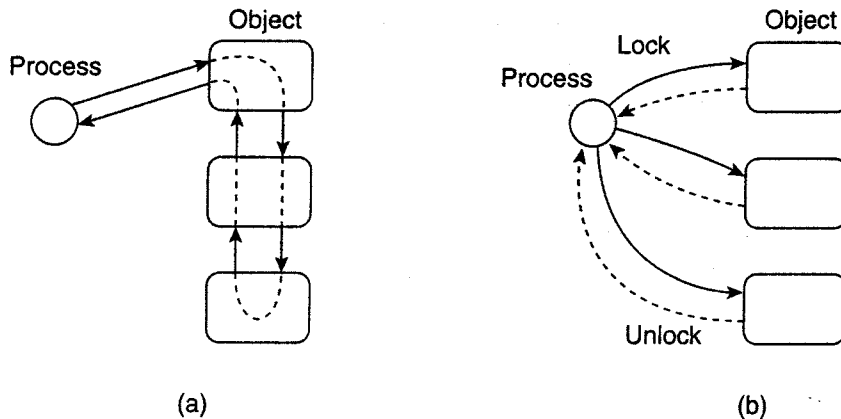 Object
Process
(a)
Object
Lock
Process
Unlock
(b)